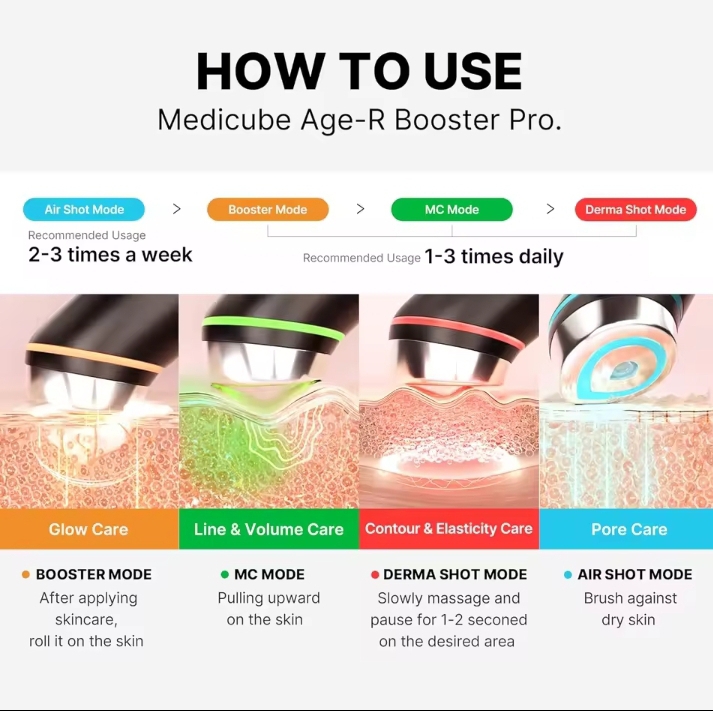 HOW TO USE
Medicube Age-R Booster Pro.
Air Shot Mode > Booster Mode > MC Mode > Derma Shot Mode
Recommended Usage
2-3 times a week
Recommended Usage 1-3 times daily
Glow Care
Line & Volume Care
Contour & Elasticity Care
Pore Care
BOOSTER MODE
After applying
skincare,
roll it on the skin
MC MODE
Pulling upward
on the skin
DERMA SHOT MODE
Slowly massage and
pause for 1-2 seconed
on the desired area
AIR SHOT MODE
Brush against
dry skin